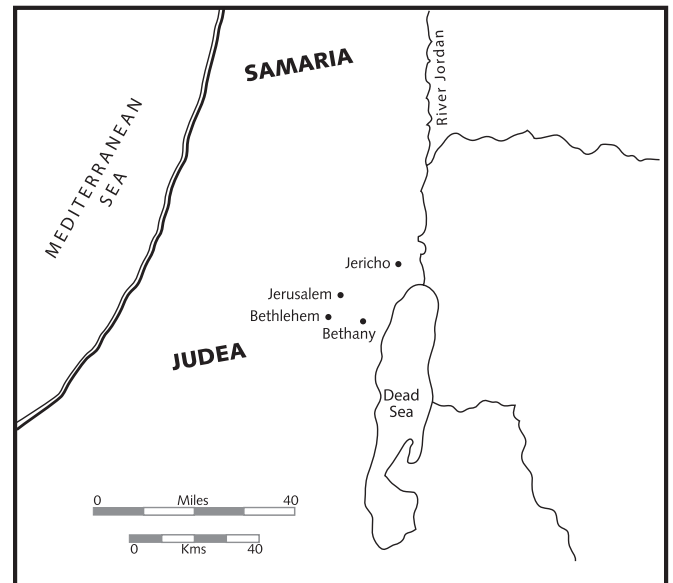 SAMARIA
River Jordan
MEDITERRANEAN
SEA
Jericho
Jerusalem
Bethlehem
Bethany
JUDEA
Dead
Sea
0 Miles 40
0 Kms 40